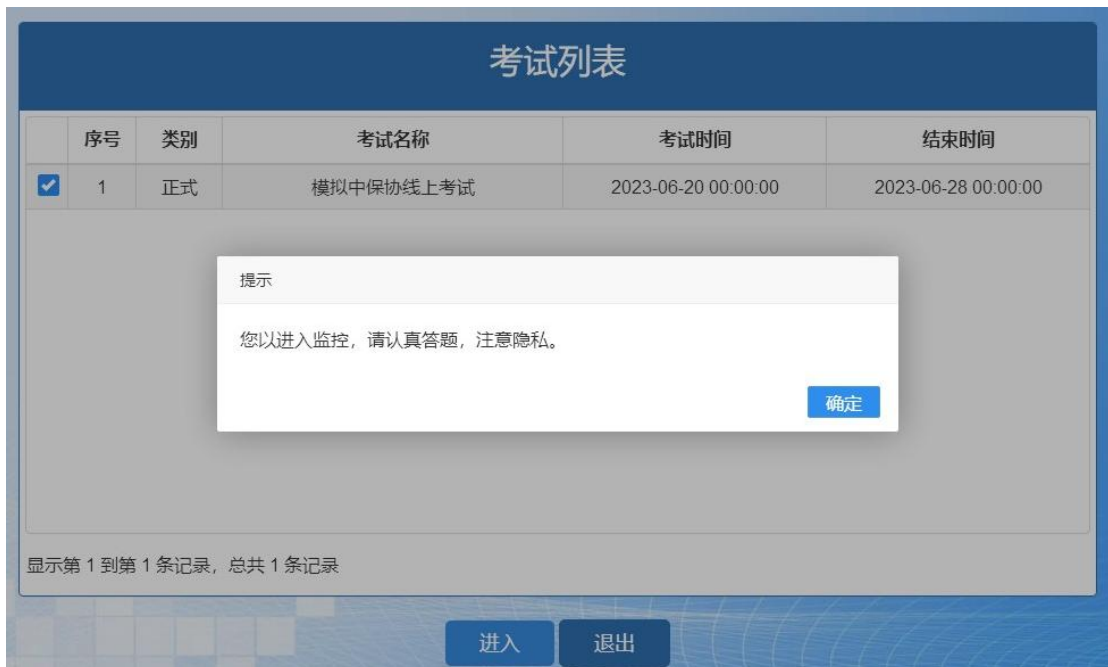 考试列表
序号 类别 考试名称 考试时间 结束时间
1 正式 模拟中保协线上考试 2023-06-20 00:00:00 2023-06-28 00:00:00
提示
您以进入监控，请认真答题，注意隐私。
确定
显示第 1 到第 1 条记录，总共 1 条记录
进入 退出